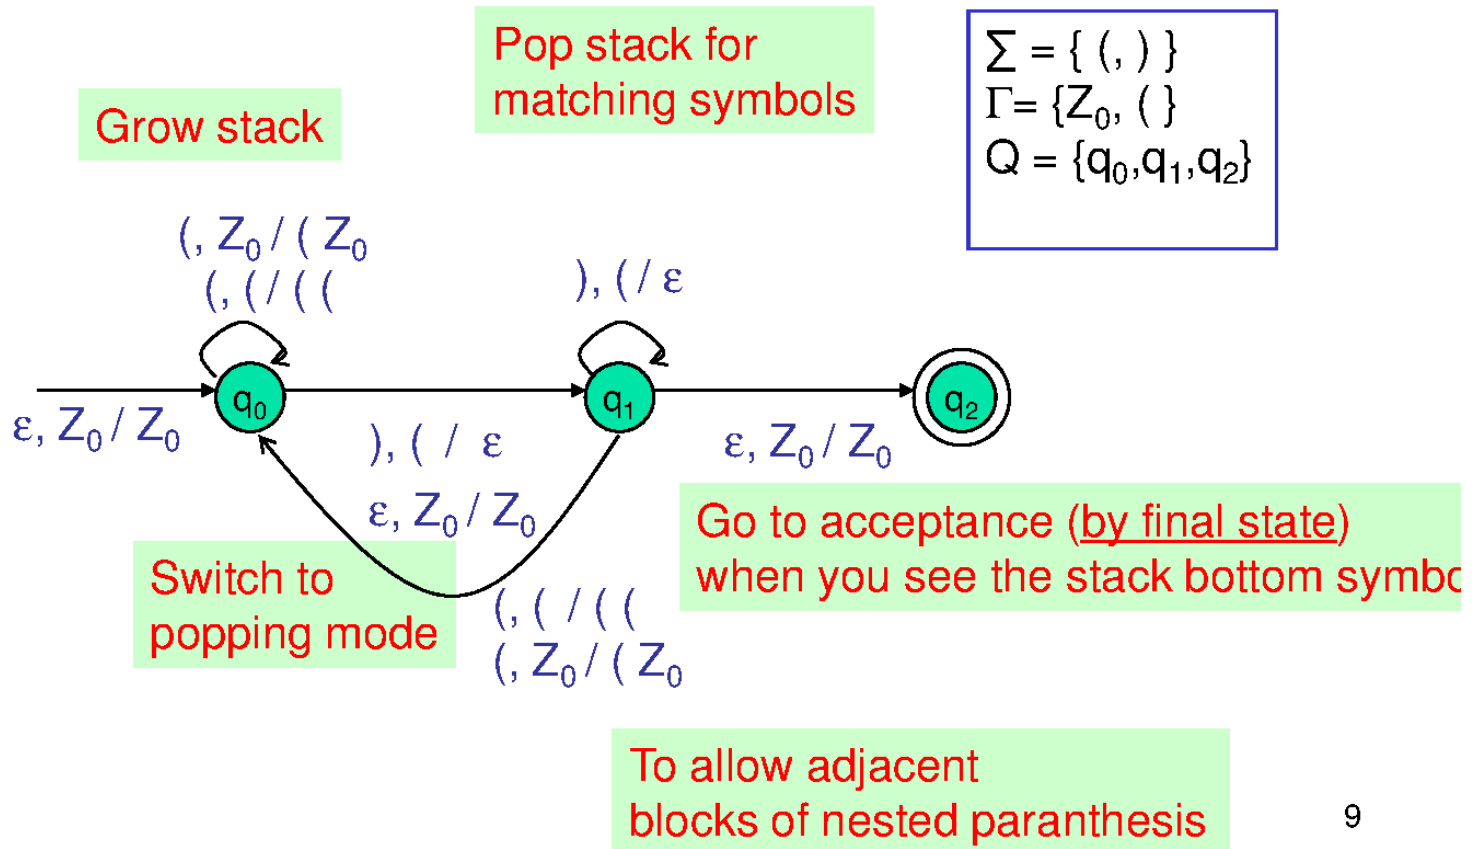 Pop stack for
matching symbols
Grow stack
∑ = { (, ) }
Γ= {Z₀, ( }
Q = {q₀,q₁,q₂}
(, Z₀ / ( Z₀
(, ( / ( (
), ( / ε
q₀
q₁
q₂
ε, Z₀ / Z₀
), ( / ε
ε, Z₀ / Z₀
ε, Z₀ / Z₀
Go to acceptance (by final state)
when you see the stack bottom symbo
Switch to
popping mode
(, ( / ( (
(, Z₀ / ( Z₀
To allow adjacent
blocks of nested paranthesis
9